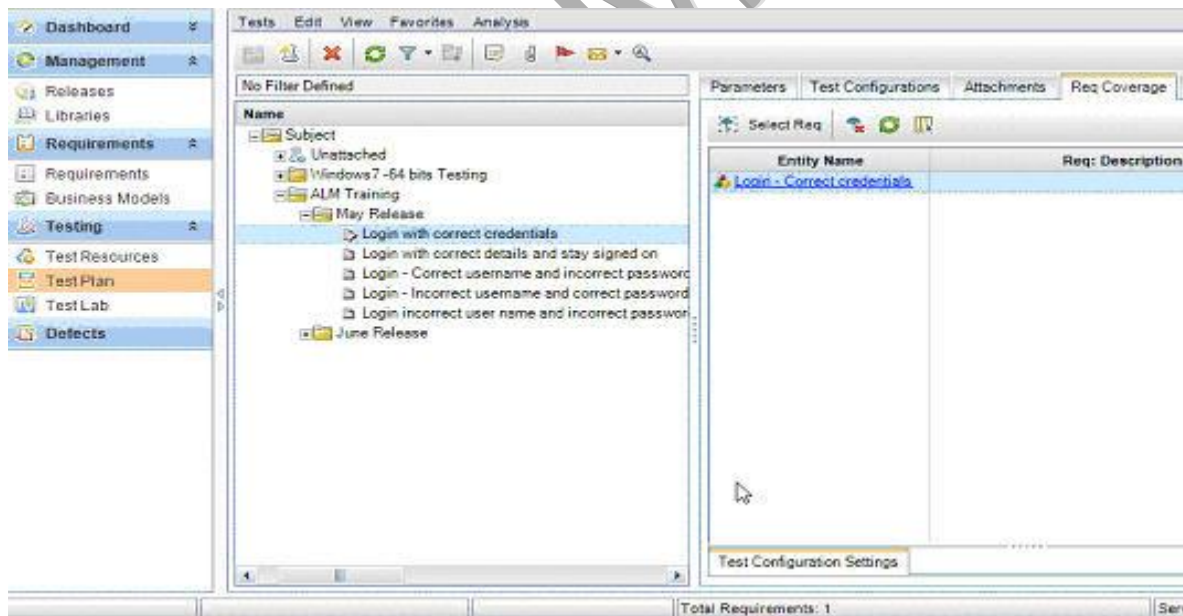 Dashboard
Management
Releases
Libraries
Requirements
Requirements
Business Models
Testing
Test Resources
Test Plan
Test Lab
Defects
Tests Edit View Favorites Analysis
No Filter Defined
Name
Subject
Unattached
Windows7 -64 bits Testing
ALM Training
May Release
Login with correct credentials
Login with correct details and stay signed on
Login - Correct username and incorrect password
Login - Incorrect username and correct password
Login incorrect user name and incorrect passwor
June Release
Parameters Test Configurations Attachments Req Coverage
Select Req
Entity Name Req: Description
Login - Correct credentials
Test Configuration Settings
Total Requirements: 1 Ser